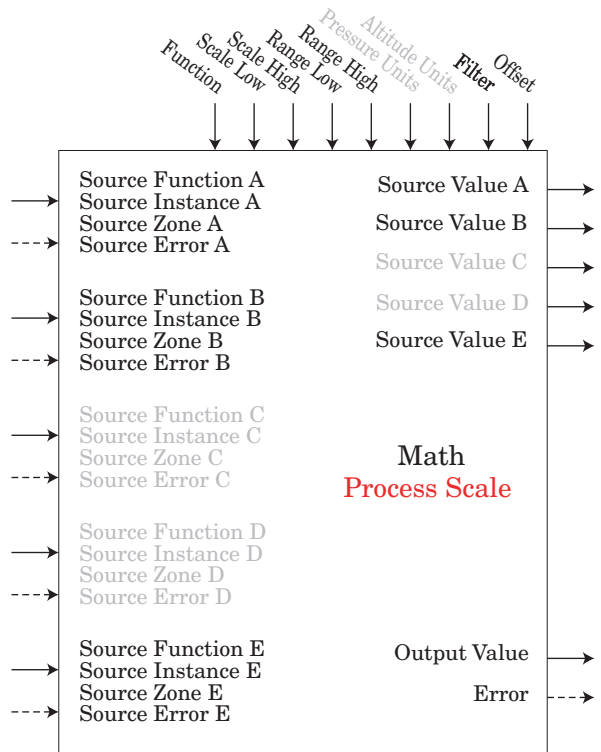 Function
Scale Low
Scale High
Range Low
Range High
Pressure Units
Altitude Units
Filter
Offset
Source Function A
Source Instance A
Source Zone A
Source Error A
Source Function B
Source Instance B
Source Zone B
Source Error B
Source Function C
Source Instance C
Source Zone C
Source Error C
Source Function D
Source Instance D
Source Zone D
Source Error D
Source Function E
Source Instance E
Source Zone E
Source Error E
Source Value A
Source Value B
Source Value C
Source Value D
Source Value E
Math
Process Scale
Output Value
Error